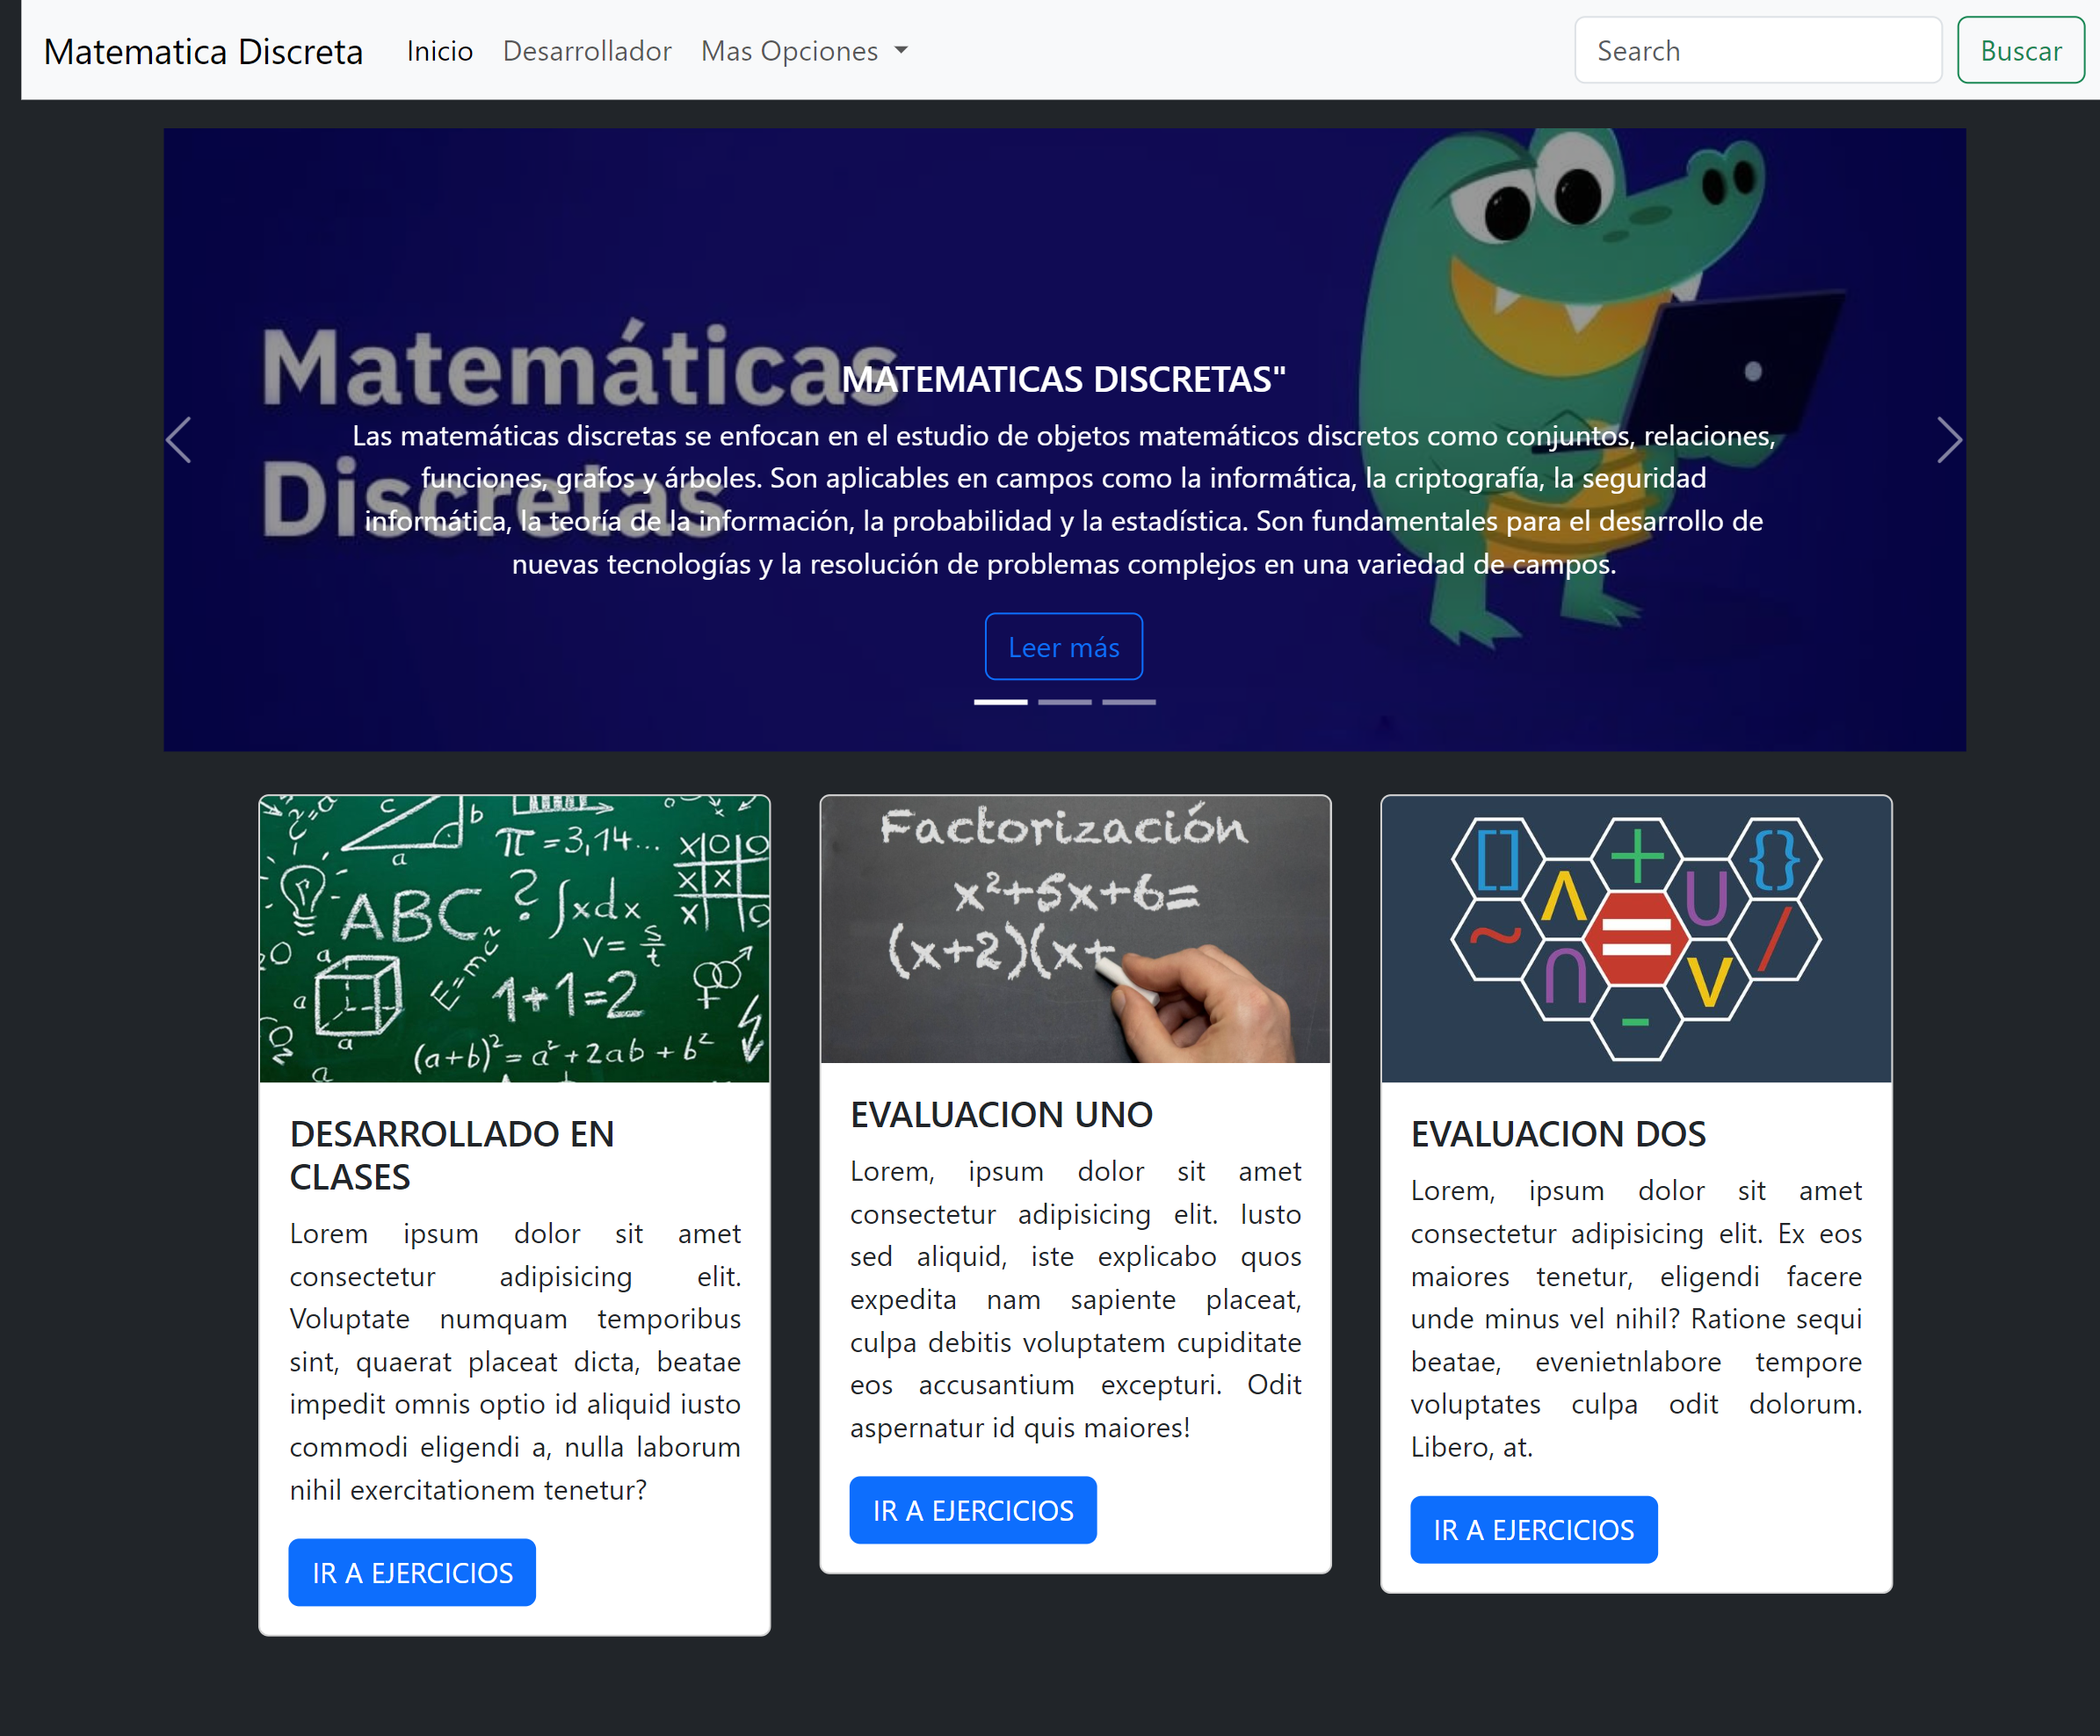 Matematica Discreta Inicio Desarrollador Mas Opciones Search Buscar
Matemáticas
Discretas
MATEMATICAS DISCRETAS"
Las matemáticas discretas se enfocan en el estudio de objetos matemáticos discretos como conjuntos, relaciones,
funciones, grafos y árboles. Son aplicables en campos como la informática, la criptografía, la seguridad
informática, la teoría de la información, la probabilidad y la estadística. Son fundamentales para el desarrollo de
nuevas tecnologías y la resolución de problemas complejos en una variedad de campos.
Leer más
c b
a
π=3,14...
X|O|O
X|X
X O
ABC ? ∫xdx
v= s/t
a
a
a
E=mc²
1+1=2
(a+b)²= a²+2ab+b²
a
DESARROLLADO EN
CLASES
Lorem ipsum dolor sit amet
consectetur adipisicing elit.
Voluptate numquam temporibus
sint, quaerat placeat dicta, beatae
impedit omnis optio id aliquid iusto
commodi eligendi a, nulla laborum
nihil exercitationem tenetur?
IR A EJERCICIOS
Factorización
x²+5x+6=
(x+2)(x+
EVALUACION UNO
Lorem, ipsum dolor sit amet
consectetur adipisicing elit. Iusto
sed aliquid, iste explicabo quos
expedita nam sapiente placeat,
culpa debitis voluptatem cupiditate
eos accusantium excepturi. Odit
aspernatur id quis maiores!
IR A EJERCICIOS
[] + {}
Λ U
~ = /
∩ V
-
EVALUACION DOS
Lorem, ipsum dolor sit amet
consectetur adipisicing elit. Ex eos
maiores tenetur, eligendi facere
unde minus vel nihil? Ratione sequi
beatae, evenietnlabore tempore
voluptates culpa odit dolorum.
Libero, at.
IR A EJERCICIOS